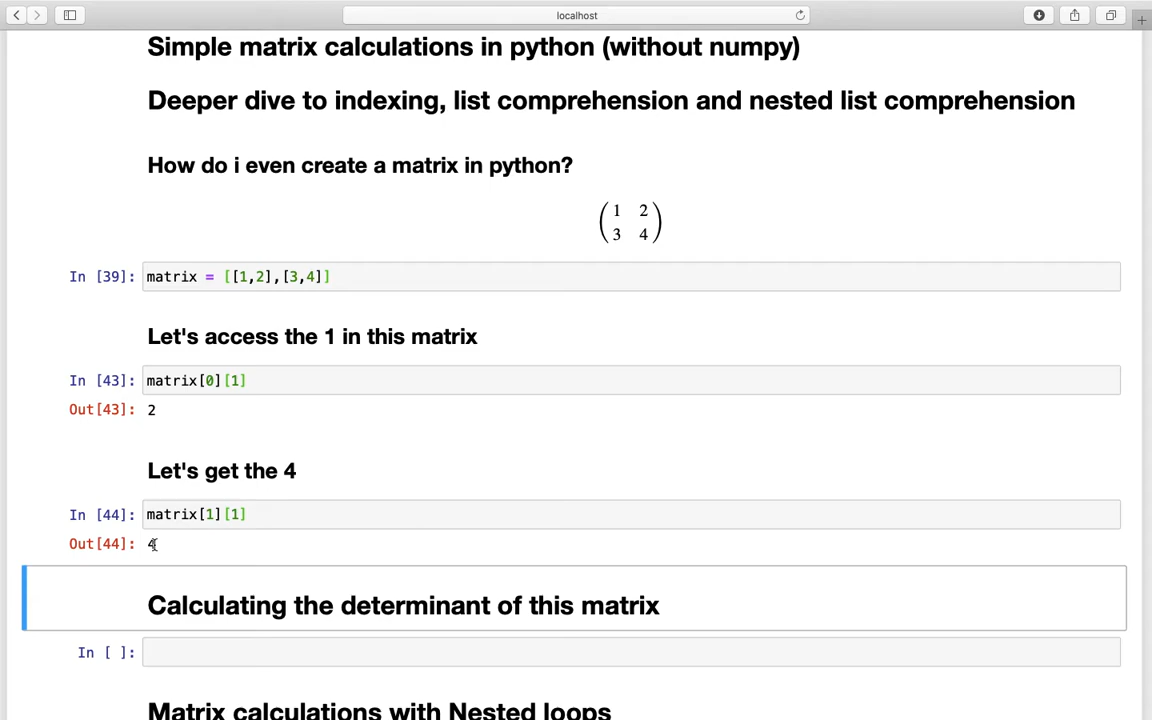 localhost
Simple matrix calculations in python (without numpy)
Deeper dive to indexing, list comprehension and nested list comprehension
How do i even create a matrix in python?
1 2
3 4
In [39]: matrix = [[1,2],[3,4]]
Let's access the 1 in this matrix
In [43]: matrix[0][1]
Out[43]: 2
Let's get the 4
In [44]: matrix[1][1]
Out[44]: 4
Calculating the determinant of this matrix
In [ ]:
Matrix calculations with Nested loops